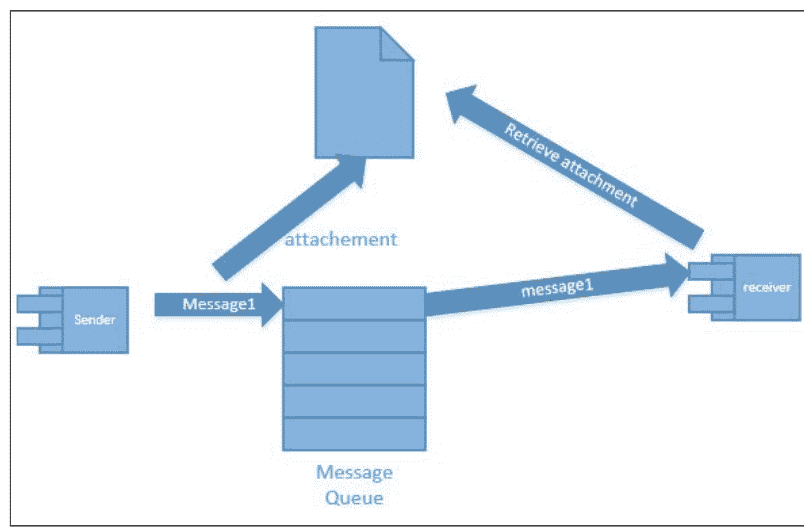 Retrieve attachment
attachement
Sender
Message1
message1
receiver
Message
Queue